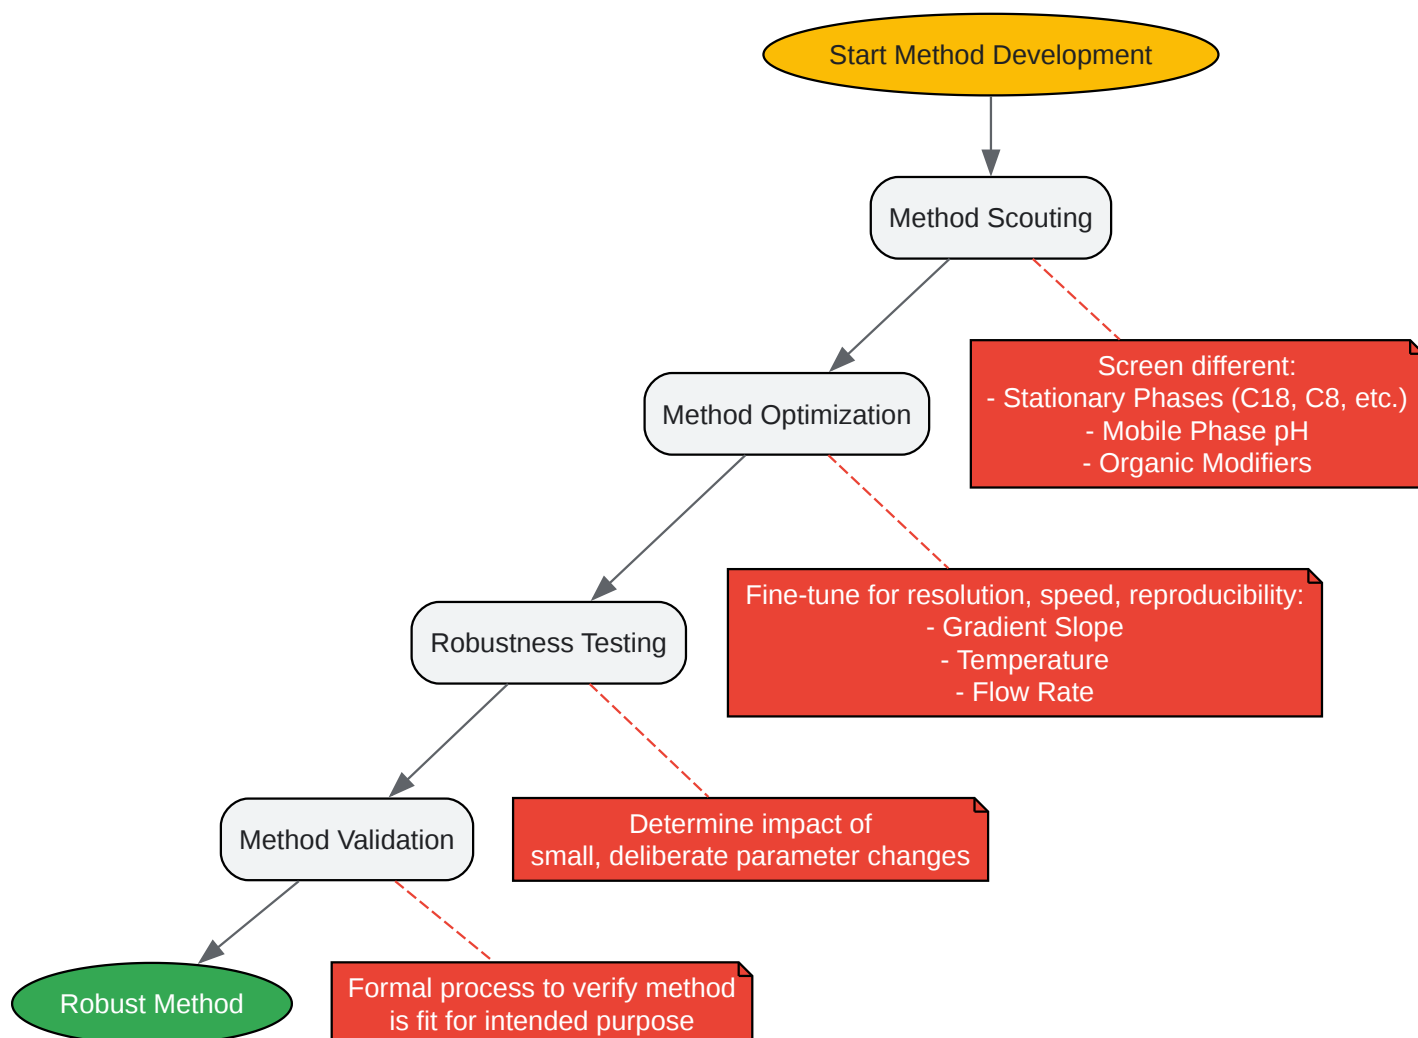 Start Method Development
Method Scouting
Screen different:
- Stationary Phases (C18, C8, etc.)
- Mobile Phase pH
- Organic Modifiers
Method Optimization
Fine-tune for resolution, speed, reproducibility:
- Gradient Slope
- Temperature
- Flow Rate
Robustness Testing
Determine impact of
small, deliberate parameter changes
Method Validation
Formal process to verify method
is fit for intended purpose
Robust Method